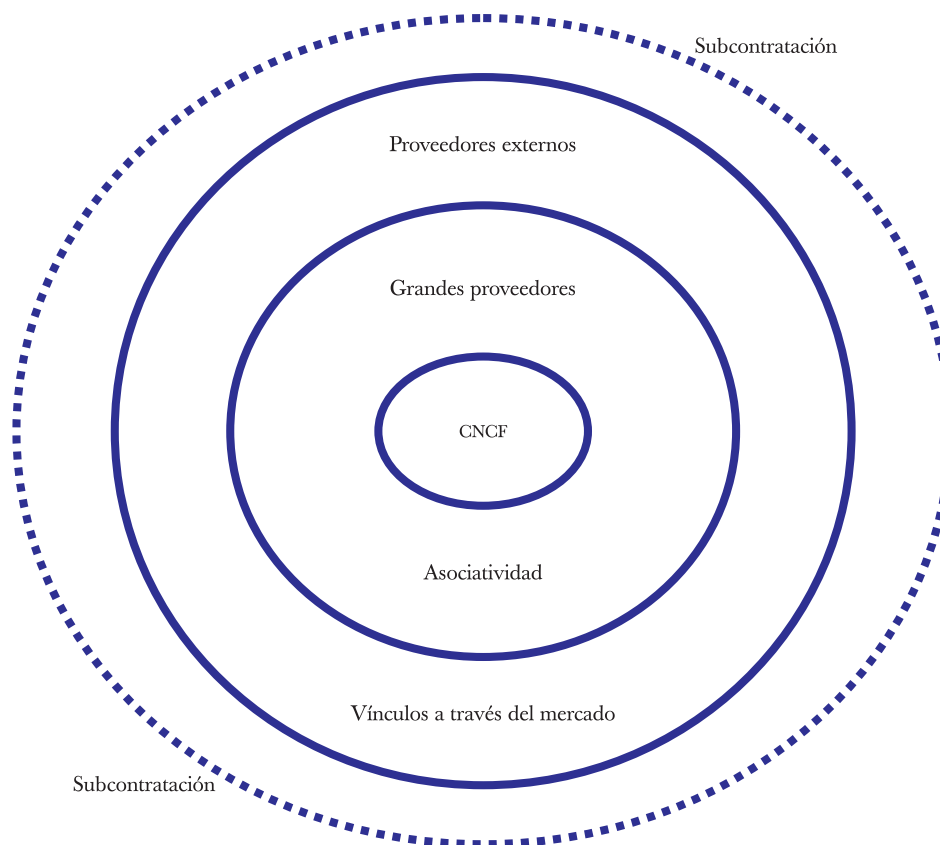 Subcontratación
Proveedores externos
Grandes proveedores
CNCF
Asociatividad
Vínculos a través del mercado
Subcontratación